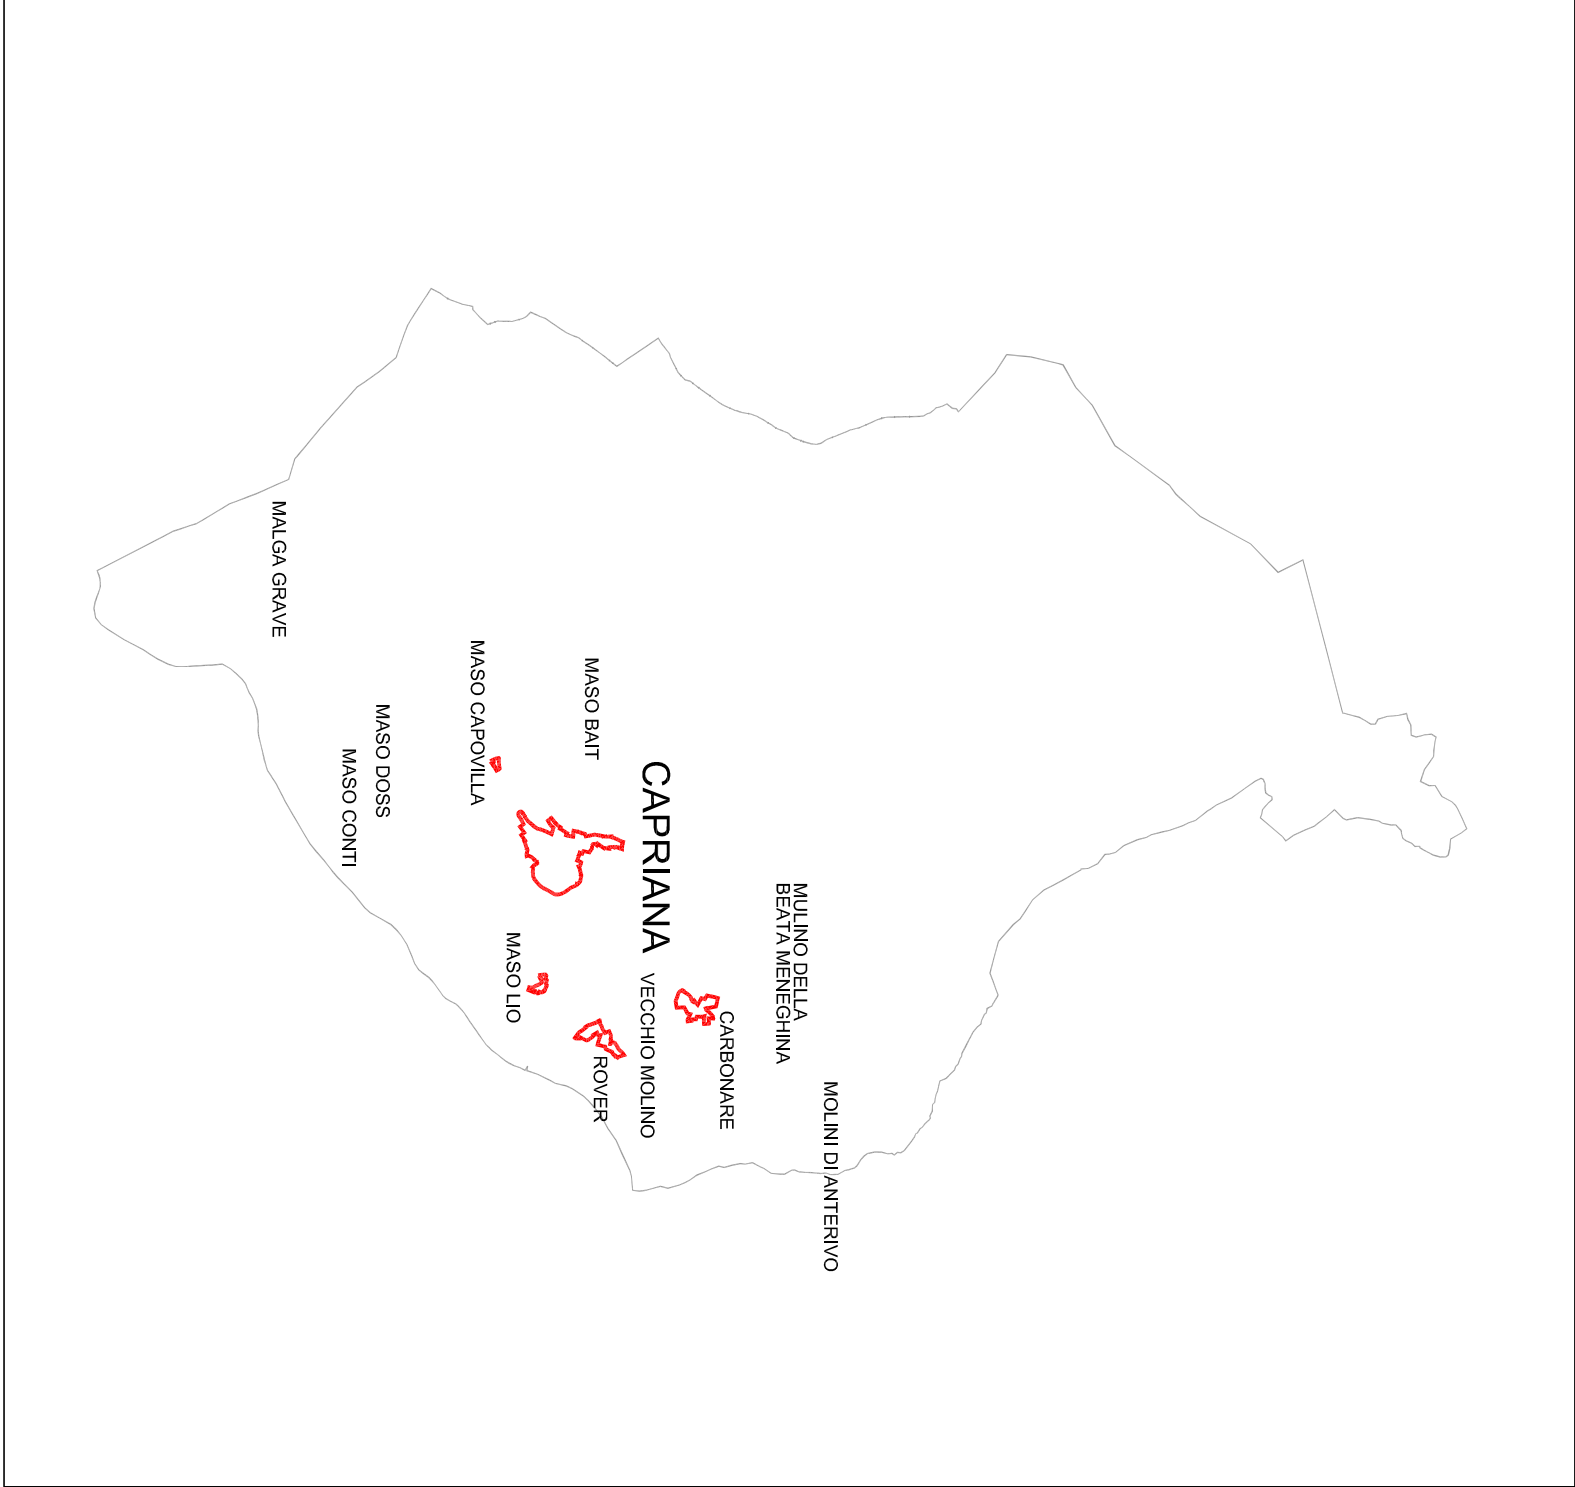 MOLINI DI ANTERIVO
MULINO DELLA
BEATA MENEGHINA
CARBONARE
CAPRIANA
VECCHIO MOLINO
ROVER
MASO BAIT
MASO LIO
MASO CAPOVILLA
MASO DOSS
MASO CONTI
MALGA GRAVE